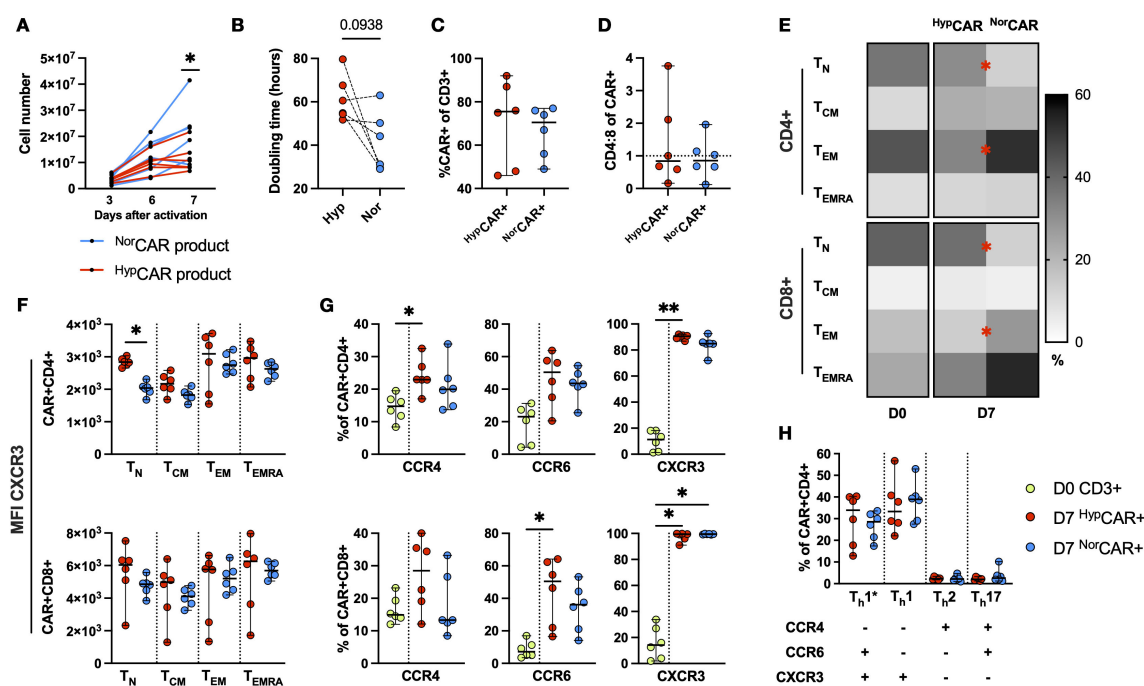 A
Cell number
5×10⁷
4×10⁷
3×10⁷
2×10⁷
1×10⁷
0
*
3
6
7
Days after activation
NorCAR product
HypCAR product
B
0.0938
Doubling time (hours)
80
60
40
20
Hyp
Nor
C
%CAR+ of CD3+
100
80
60
40
HypCAR+
NorCAR+
D
CD4:8 of CAR+
4
3
2
1
0
HypCAR+
NorCAR+
E
HypCAR NorCAR
CD4+
TN
TCM
TEM
TEMRA
CD8+
TN
TCM
TEM
TEMRA
* * * *
D0
D7
60
40
20
0
%
F
MFI CXCR3
CAR+CD4+
4×10³
3×10³
2×10³
1×10³
0
*
TN TCM TEM TEMRA
CAR+CD8+
8×10³
6×10³
4×10³
2×10³
0
TN TCM TEM TEMRA
G
%of CAR+CD4+
40
30
20
10
0
*
CCR4
80
60
40
20
0
CCR6
100
80
60
40
20
0
**
CXCR3
% of CAR+CD8+
40
30
20
10
0
CCR4
80
60
40
20
0
*
CCR6
100
80
60
40
20
0
*
*
CXCR3
H
% of CAR+CD4+
60
50
40
30
20
10
0
Th1* Th1 Th2 Th17
CCR4 - - + +
CCR6 + - - +
CXCR3 + + - -
D0 CD3+
D7 HypCAR+
D7 NorCAR+